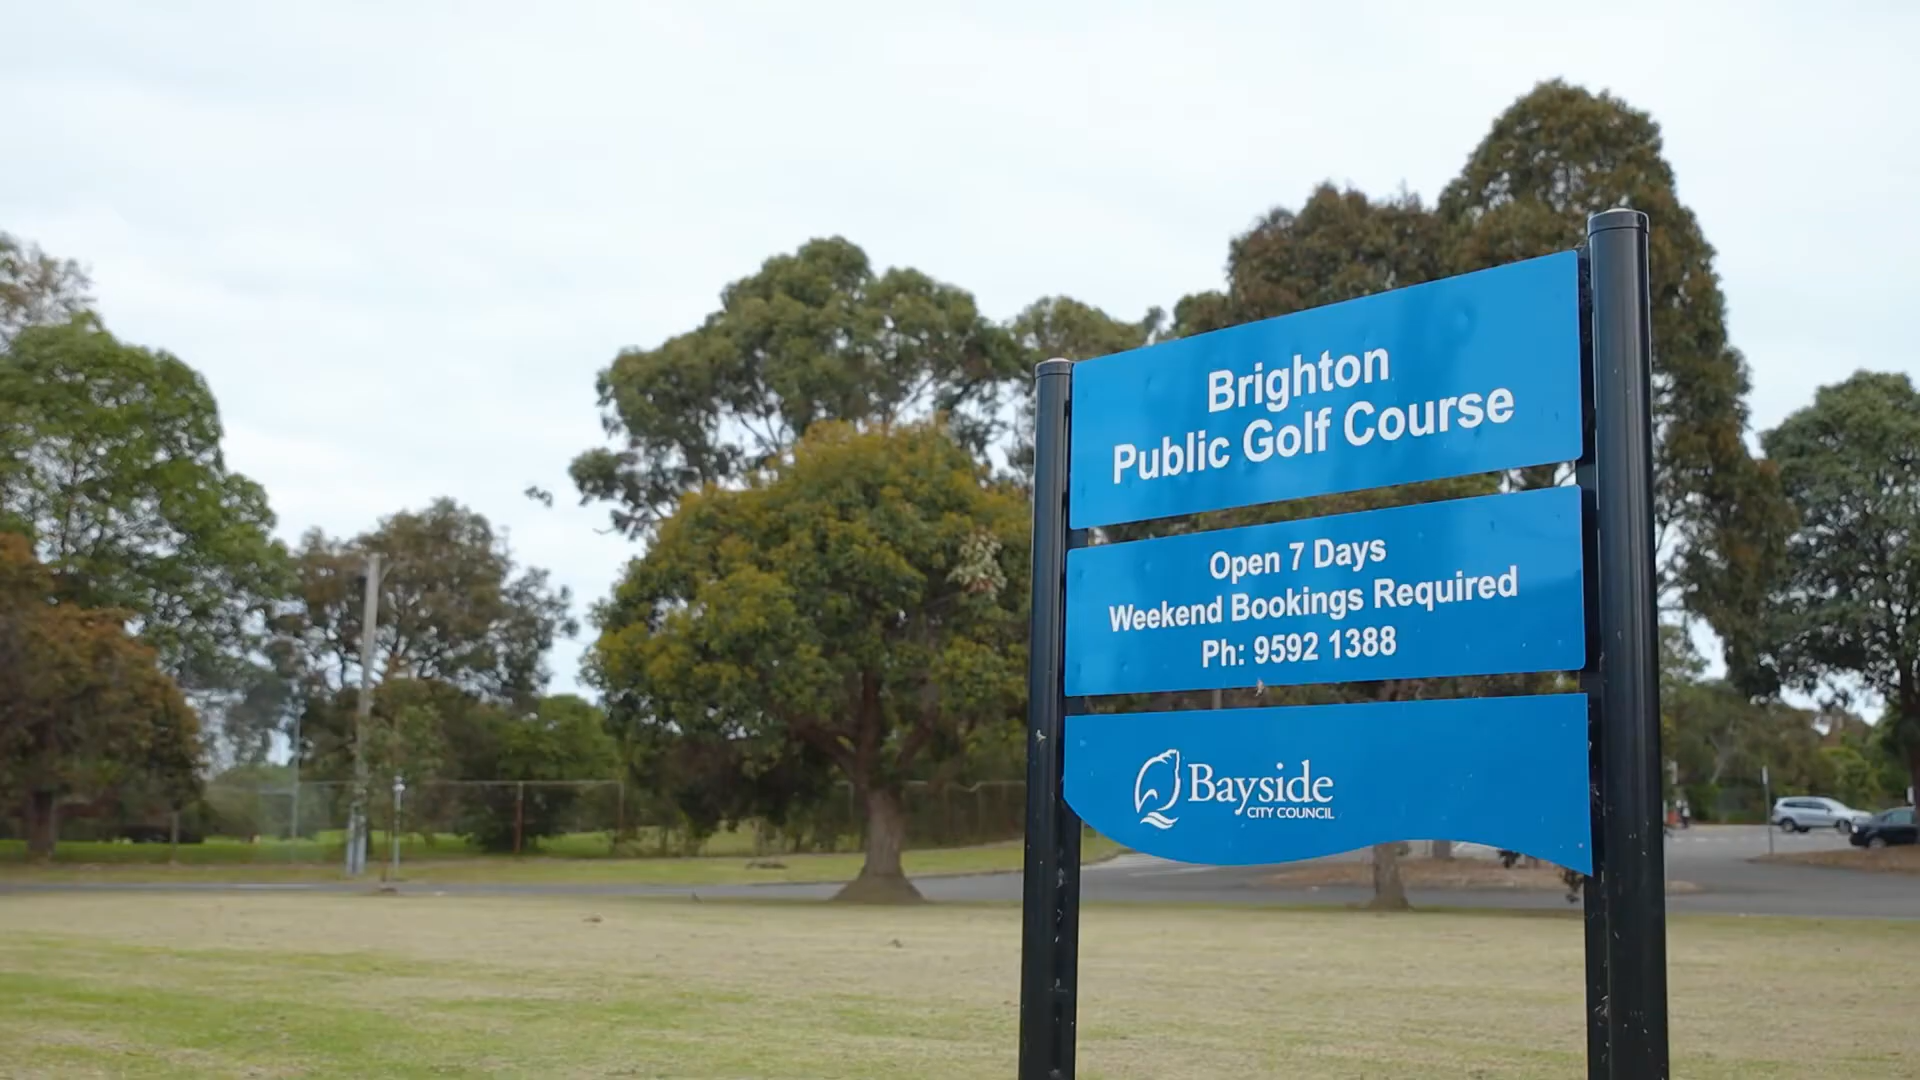 Brighton
Public Golf Course
Open 7 Days
Weekend Bookings Required
Ph: 9592 1388
Bayside
CITY COUNCIL